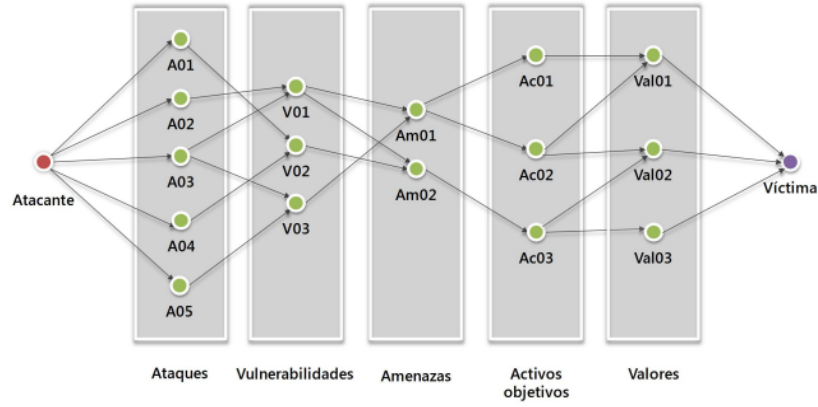 Atacante
A01
A02
A03
A04
A05
V01
V02
V03
Am01
Am02
Ac01
Ac02
Ac03
Val01
Val02
Val03
Víctima
Ataques
Vulnerabilidades
Amenazas
Activos
objetivos
Valores